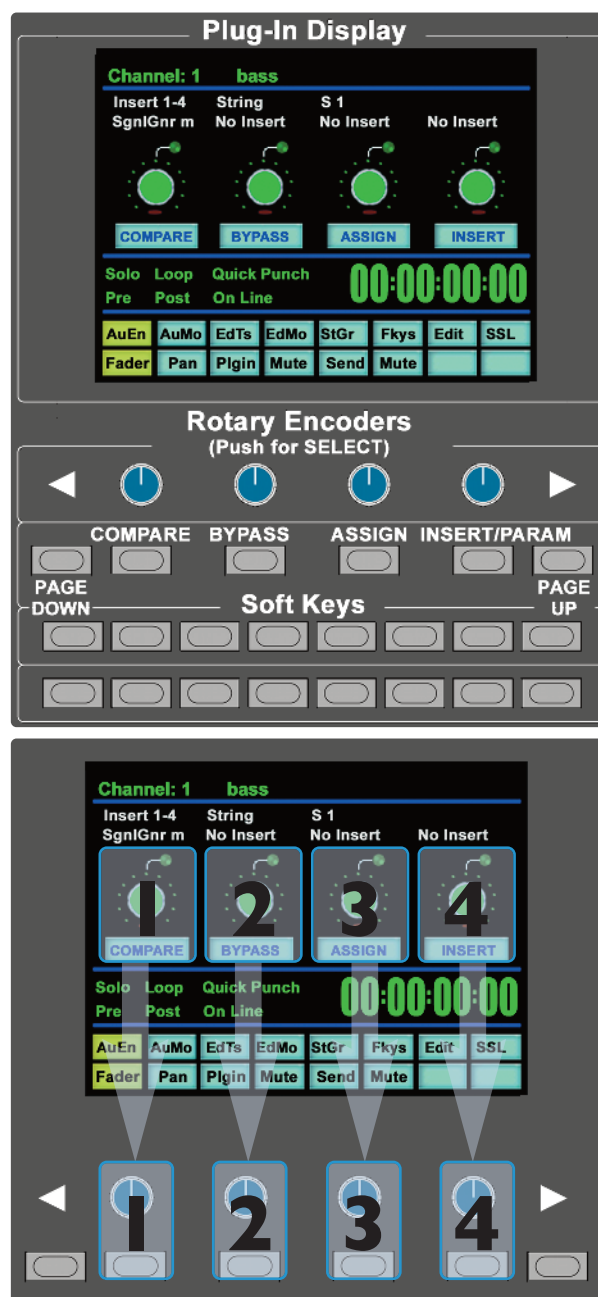 Plug-In Display
Channel: 1 bass
Insert 1-4 String S 1
SgnlGnr m No Insert No Insert No Insert
COMPARE BYPASS ASSIGN INSERT
Solo Loop Quick Punch
Pre Post On Line
00:00:00:00
AuEn AuMo EdTs EdMo StGr Fkys Edit SSL
Fader Pan Plgin Mute Send Mute
Rotary Encoders
(Push for SELECT)
COMPARE BYPASS ASSIGN INSERT/PARAM
PAGE DOWN
Soft Keys
PAGE UP
Channel: 1 bass
Insert 1-4 String S 1
SgnlGnr m No Insert No Insert No Insert
1 2 3 4
COMPARE BYPASS ASSIGN INSERT
Solo Loop Quick Punch
Pre Post On Line
00:00:00:00
AuEn AuMo EdTs EdMo StGr Fkys Edit SSL
Fader Pan Plgin Mute Send Mute
1 2 3 4